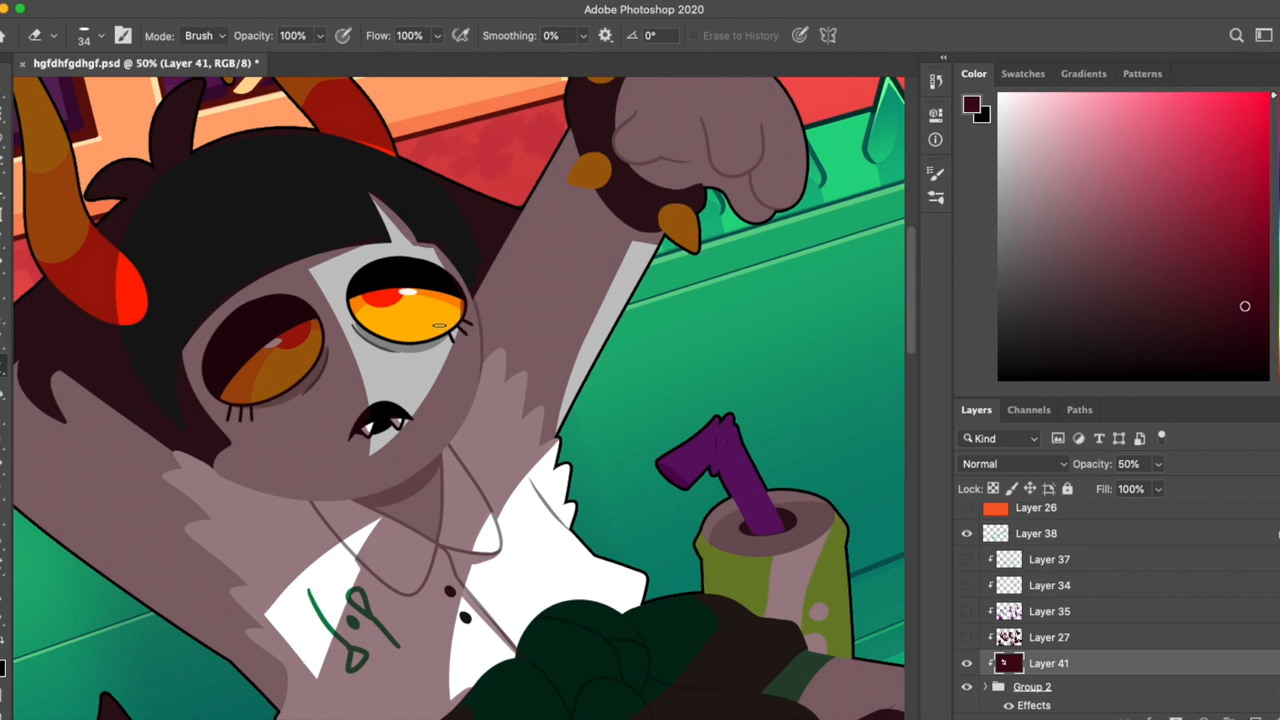 Adobe Photoshop 2020
34 Mode: Brush Opacity: 100% Flow: 100% Smoothing: 0% 0° Erase to History
× hgfdhfgdhgf.psd @ 50% (Layer 41, RGB/8) *
Color Swatches Gradients Patterns
Layers Channels Paths
Kind
Normal Opacity: 50%
Lock: Fill: 100%
Layer 26
Layer 38
Layer 37
Layer 34
Layer 35
Layer 27
Layer 41
Group 2
Effects